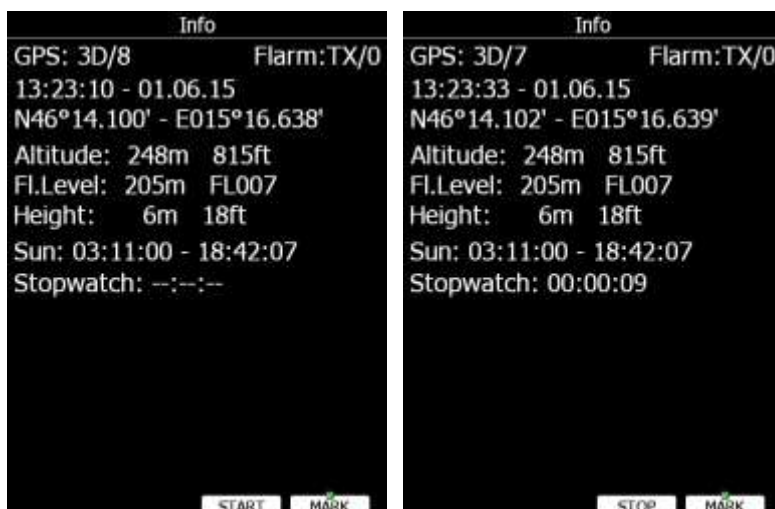 Info
GPS: 3D/8 Flarm:TX/0
13:23:10 - 01.06.15
N46°14.100' - E015°16.638'
Altitude: 248m 815ft
Fl.Level: 205m FL007
Height: 6m 18ft
Sun: 03:11:00 - 18:42:07
Stopwatch: --:--:--
START MARK
Info
GPS: 3D/7 Flarm:TX/0
13:23:33 - 01.06.15
N46°14.102' - E015°16.639'
Altitude: 248m 815ft
Fl.Level: 205m FL007
Height: 6m 18ft
Sun: 03:11:00 - 18:42:07
Stopwatch: 00:00:09
STOP MARK